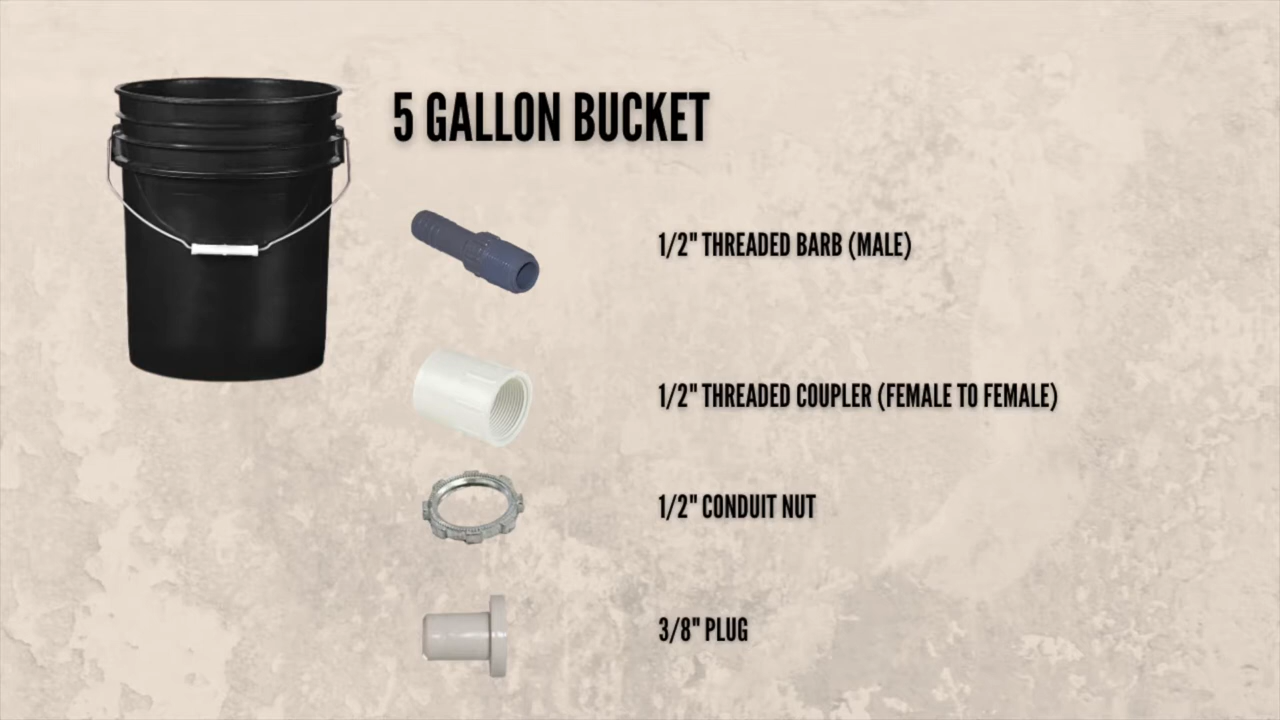 5 GALLON BUCKET
1/2" THREADED BARB (MALE)
1/2" THREADED COUPLER (FEMALE TO FEMALE)
1/2" CONDUIT NUT
3/8" PLUG